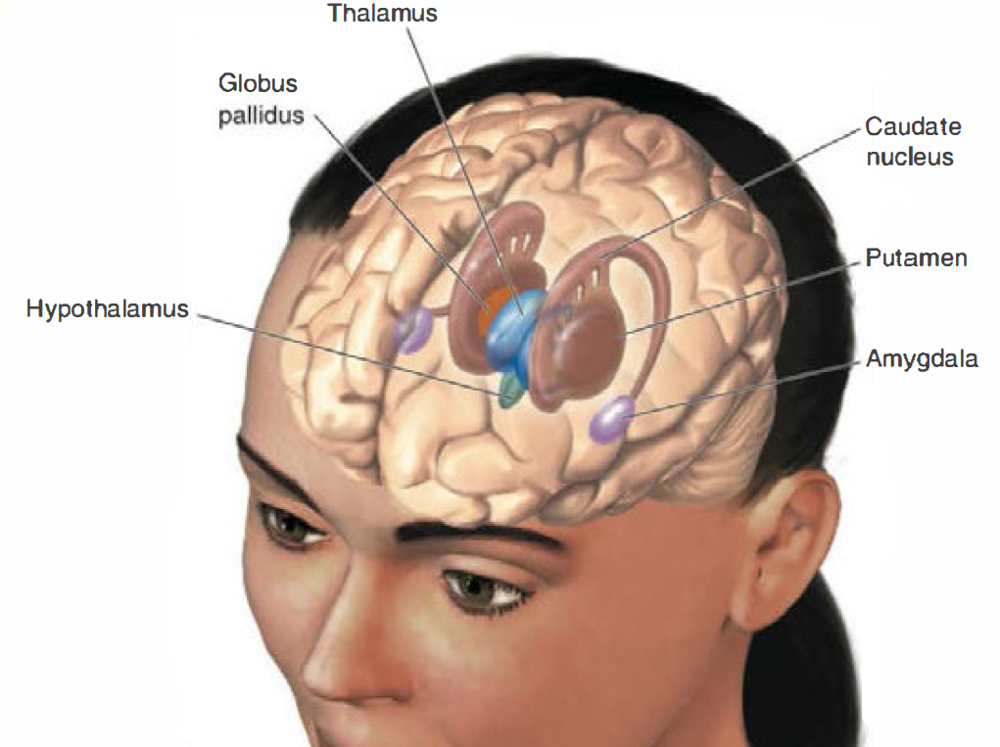 Thalamus
Globus
pallidus
Caudate
nucleus
Putamen
Hypothalamus
Amygdala